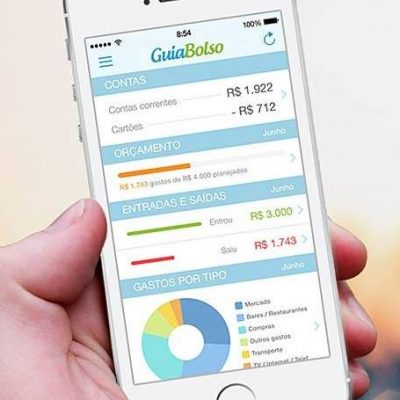 8:54
100%
GuiaBolso
CONTAS
Contas correntes R$ 1.922
Cartões - R$ 712
ORÇAMENTO Junho
R$ 1.743 gastos de R$ 4.000 planejados
ENTRADAS E SAÍDAS Junho
Entrou R$ 3.000
Saiu R$ 1.743
GASTOS POR TIPO Junho
Mercado
Bares / Restaurantes
Compras
Outros gastos
Transporte
TV / Internet / Telef